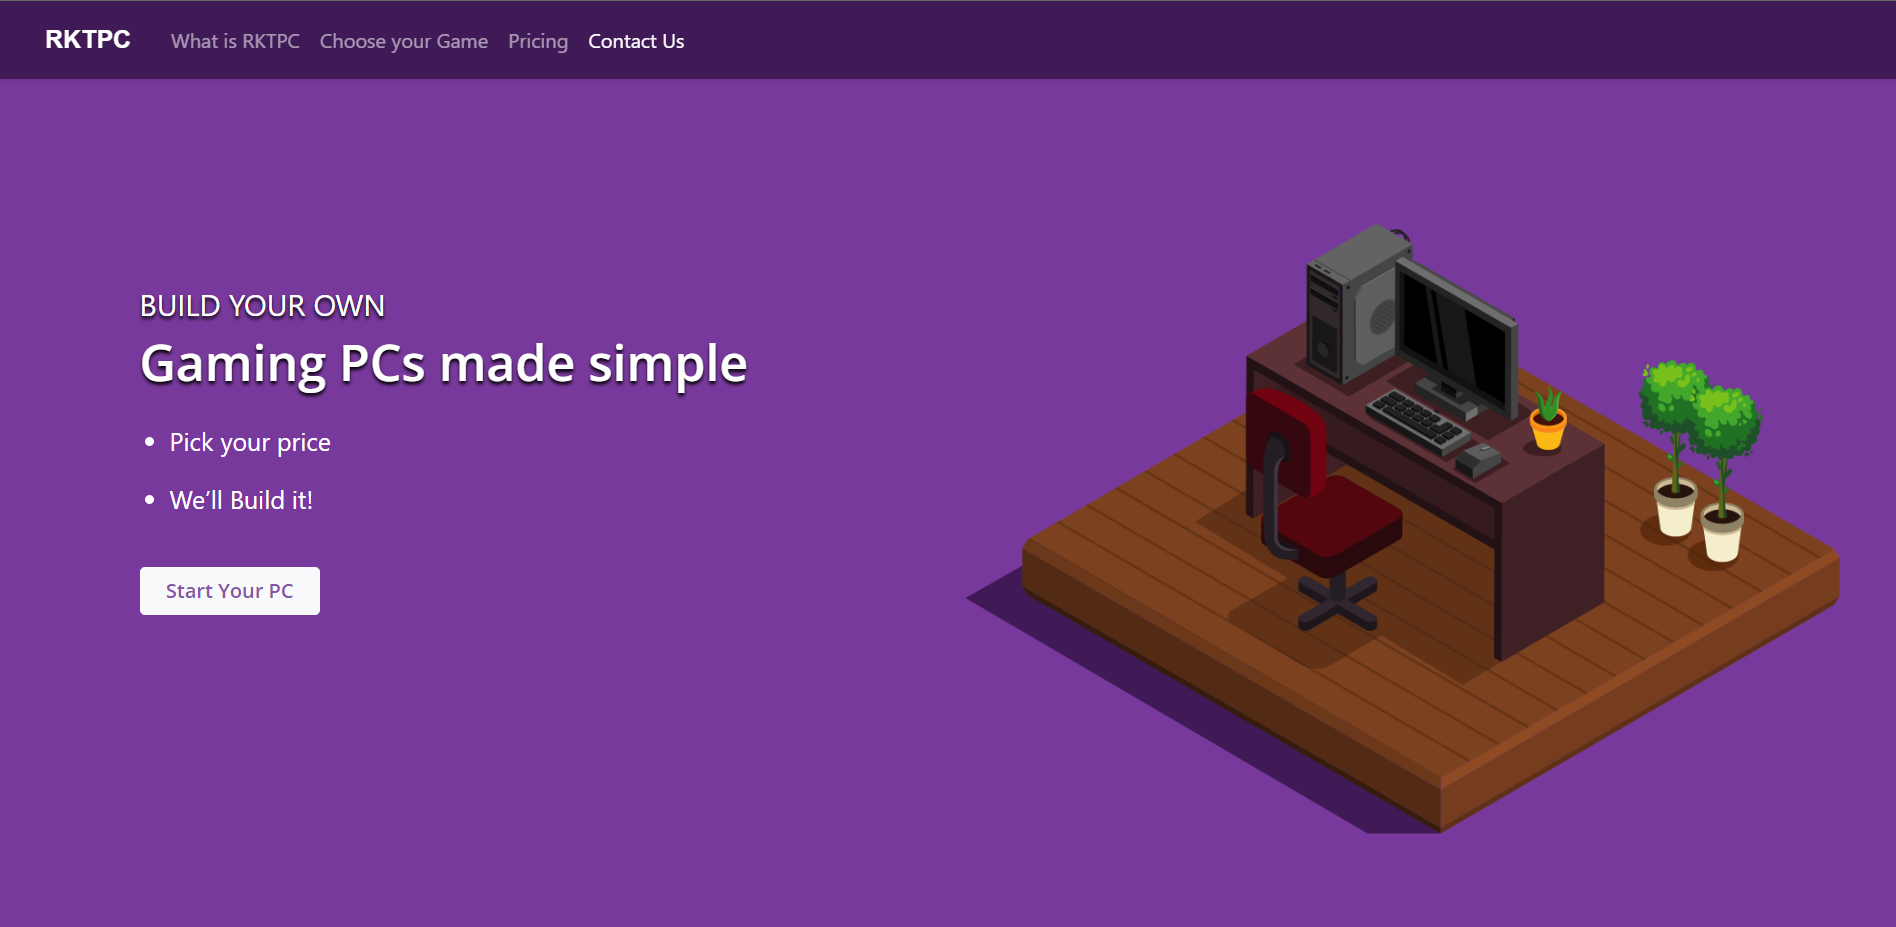 RKTPC What is RKTPC Choose your Game Pricing Contact Us
BUILD YOUR OWN
Gaming PCs made simple
Pick your price
We’ll Build it!
Start Your PC